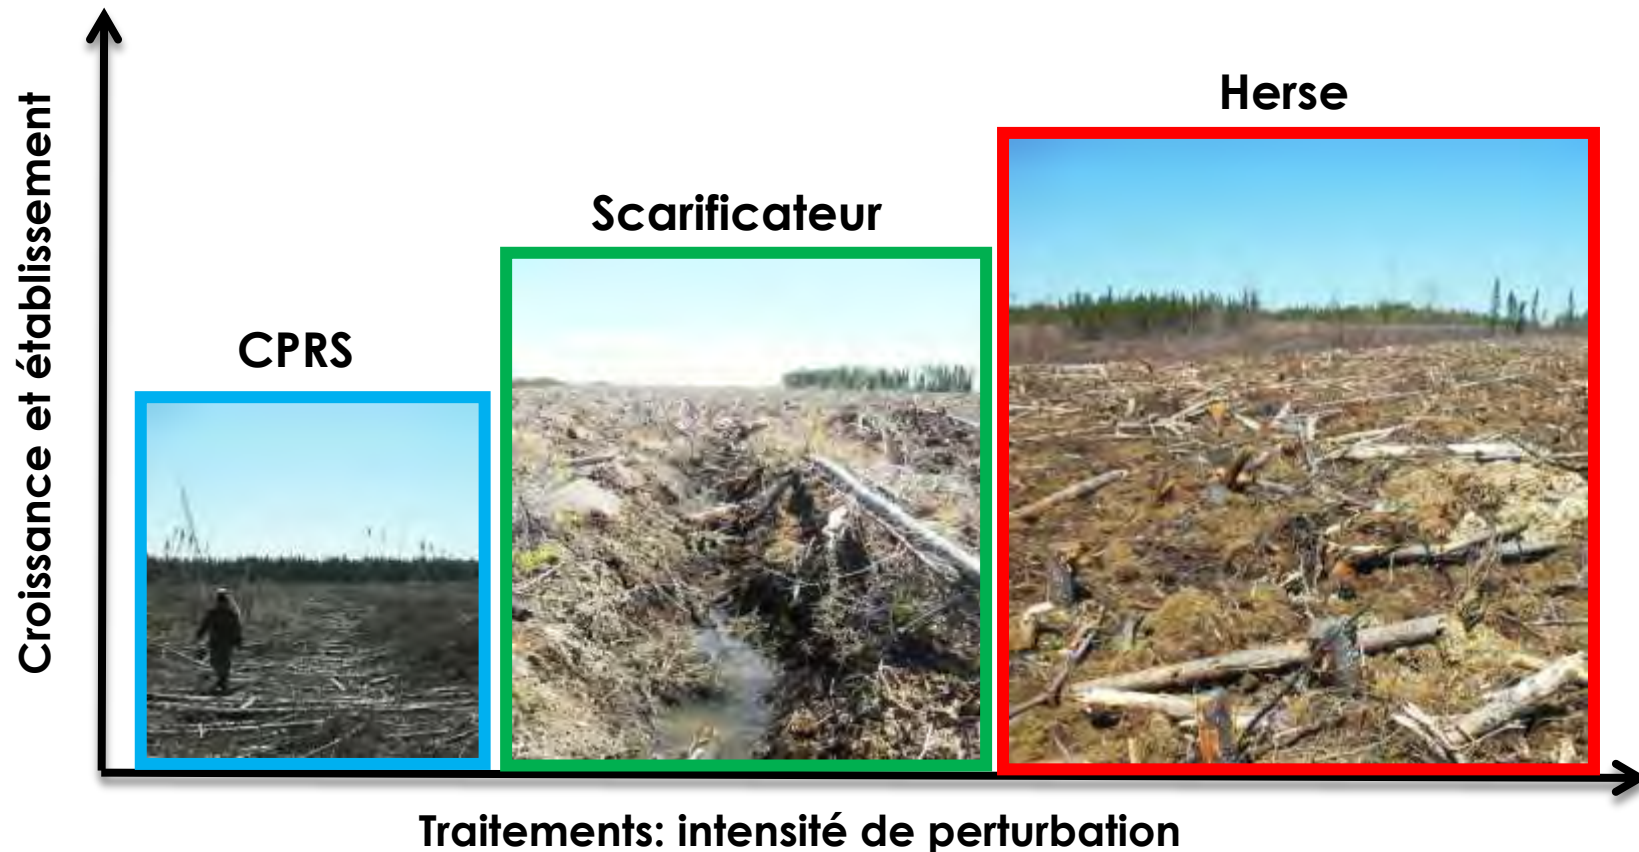 Herse
Scarificateur
CPRS
Croissance et établissement
Traitements: intensité de perturbation